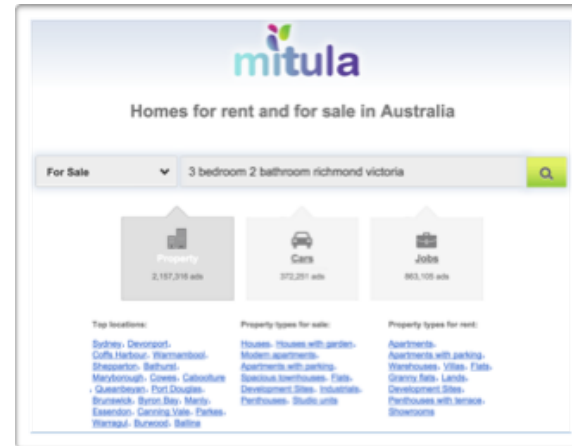 mitula
Homes for rent and for sale in Australia
For Sale
3 bedroom 2 bathroom richmond victoria
Property
2,157,316 ads
Cars
372,251 ads
Jobs
863,105 ads
Top locations:
Sydney, Devonport,
Coffs Harbour, Warrnambool,
Shepparton, Bathurst,
Maryborough, Cowes, Caboolture
, Queanbeyan, Port Douglas,
Brunswick, Byron Bay, Manly,
Essendon, Canning Vale, Parkes,
Warragul, Burwood, Ballina
Property types for sale:
Houses, Houses with garden,
Modern apartments,
Apartments with parking,
Spacious townhouses, Flats,
Development Sites, Industrials,
Penthouses, Studio units
Property types for rent:
Apartments,
Apartments with parking,
Warehouses, Villas, Flats,
Granny flats, Lands,
Development Sites,
Penthouses with terrace,
Showrooms